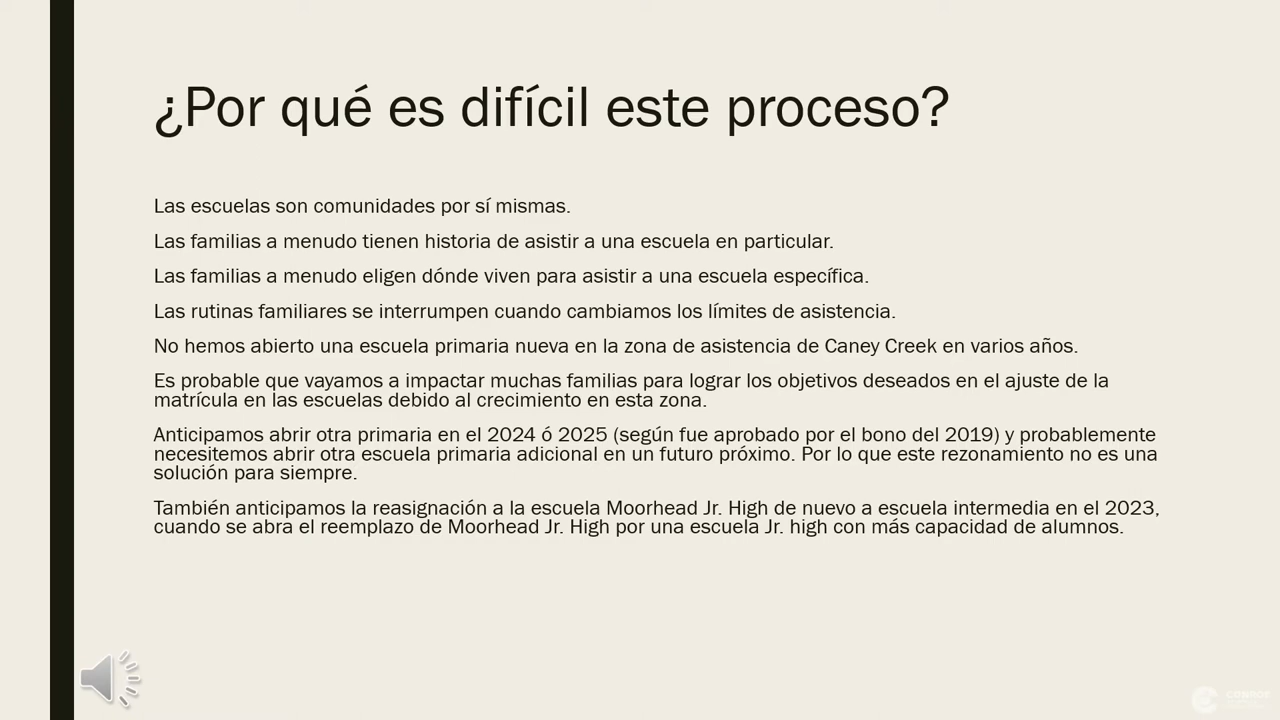 ¿Por qué es difícil este proceso?
Las escuelas son comunidades por sí mismas.
Las familias a menudo tienen historia de asistir a una escuela en particular.
Las familias a menudo eligen dónde viven para asistir a una escuela específica.
Las rutinas familiares se interrumpen cuando cambiamos los límites de asistencia.
No hemos abierto una escuela primaria nueva en la zona de asistencia de Caney Creek en varios años.
Es probable que vayamos a impactar muchas familias para lograr los objetivos deseados en el ajuste de la
matrícula en las escuelas debido al crecimiento en esta zona.
Anticipamos abrir otra primaria en el 2024 ó 2025 (según fue aprobado por el bono del 2019) y probablemente
necesitemos abrir otra escuela primaria adicional en un futuro próximo. Por lo que este rezonamiento no es una
solución para siempre.
También anticipamos la reasignación a la escuela Moorhead Jr. High de nuevo a escuela intermedia en el 2023,
cuando se abra el reemplazo de Moorhead Jr. High por una escuela Jr. high con más capacidad de alumnos.